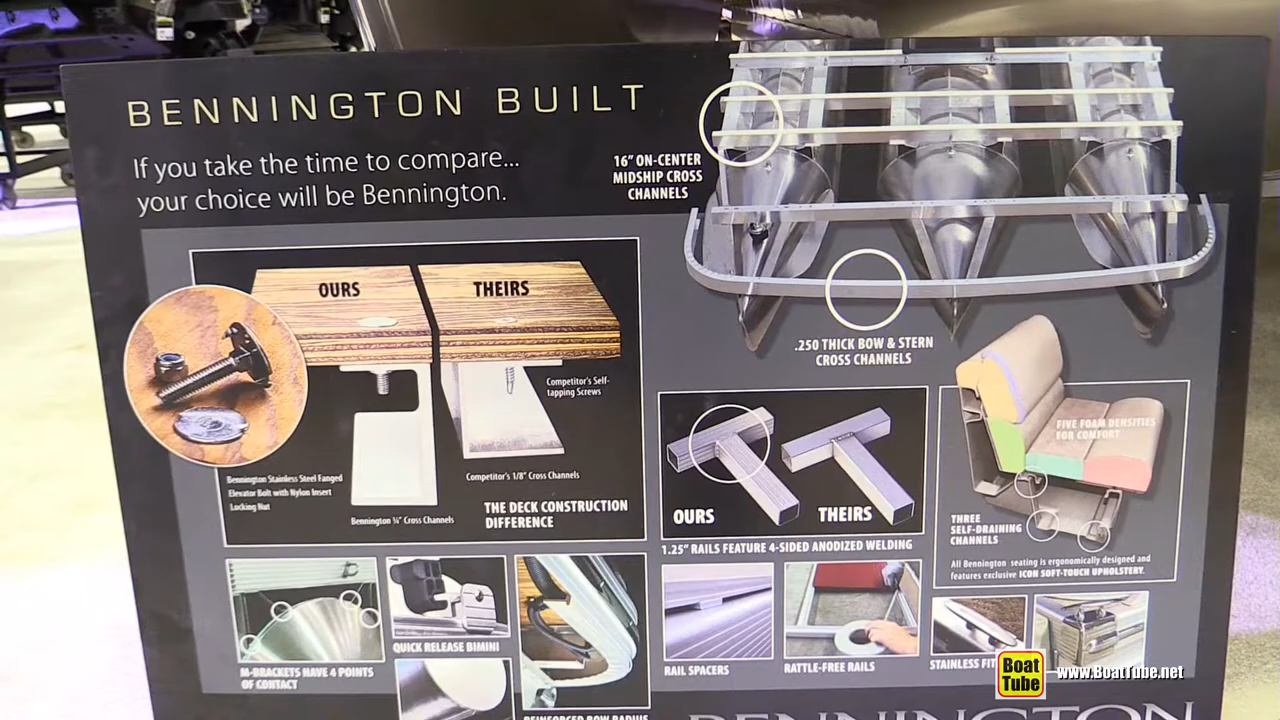 BENNINGTON BUILT
If you take the time to compare...
your choice will be Bennington.
16" ON-CENTER
MIDSHIP CROSS
CHANNELS
.250 THICK BOW & STERN
CROSS CHANNELS
OURS
THEIRS
Competitor's Self-
tapping Screws
Bennington Stainless Steel Fanged
Elevator Bolt with Nylon Insert
Locking Nut
Competitor's 1/8" Cross Channels
Bennington ¼" Cross Channels
THE DECK CONSTRUCTION
DIFFERENCE
OURS
THEIRS
1.25" RAILS FEATURE 4-SIDED ANODIZED WELDING
FIVE FOAM DENSITIES
FOR COMFORT
THREE
SELF-DRAINING
CHANNELS
All Bennington seating is ergonomically designed and
features exclusive ICON SOFT-TOUCH UPHOLSTERY.
M-BRACKETS HAVE 4 POINTS
OF CONTACT
QUICK RELEASE BIMINI
REINFORCED BOW RADIUS
RAIL SPACERS
RATTLE-FREE RAILS
STAINLESS
BENNINGTON
Boat
Tube
www.BoatTube.net